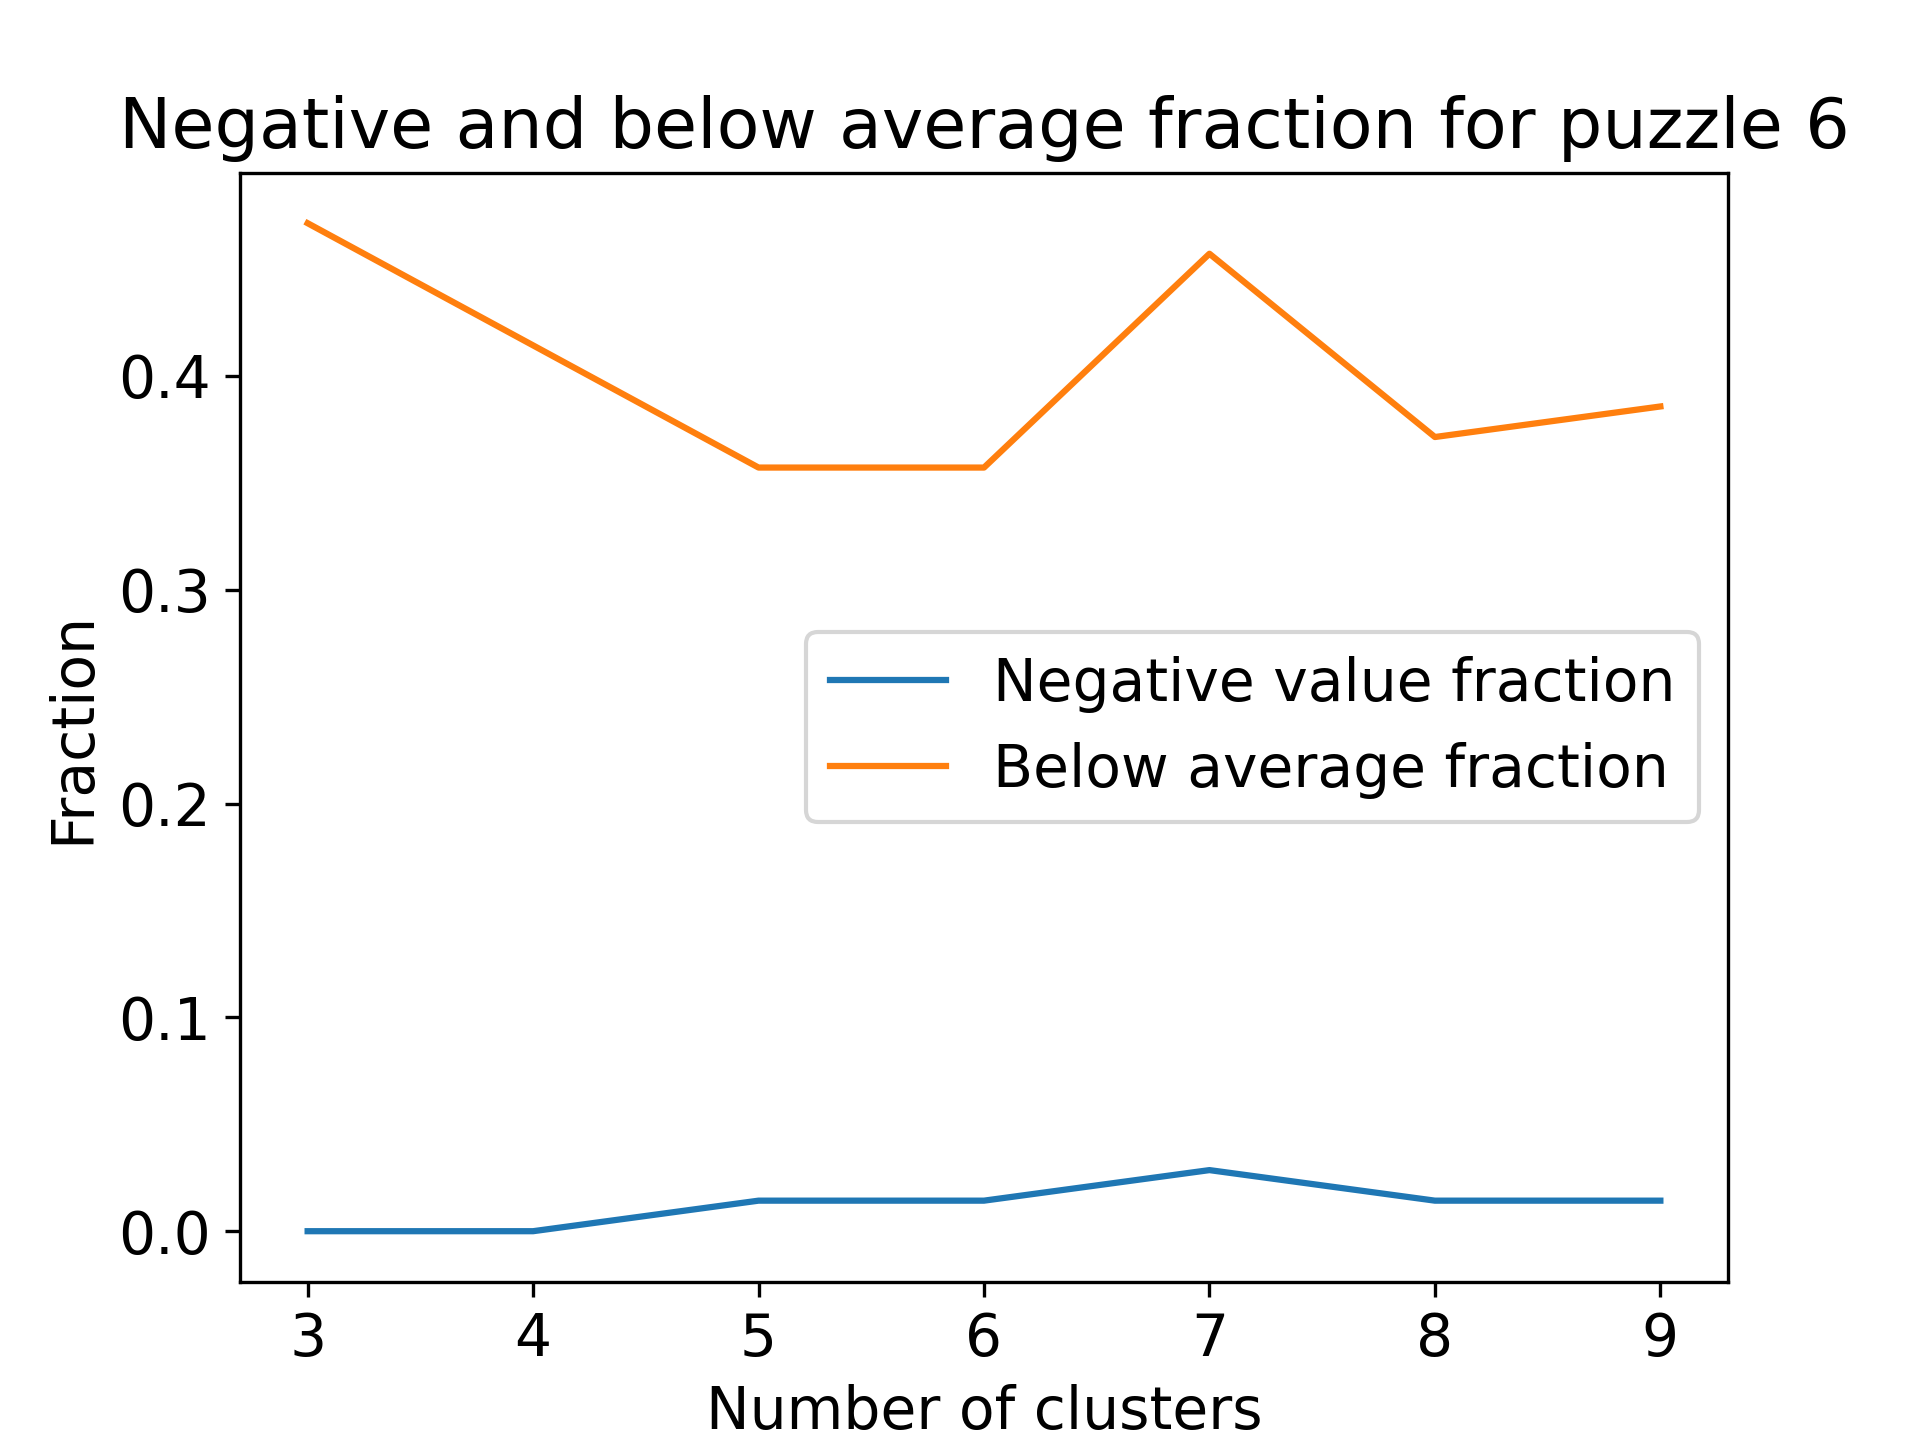 Negative and below average fraction for puzzle 6
0.4
0.3
0.2
0.1
0.0
Fraction
Negative value fraction
Below average fraction
3 4 5 6 7 8 9
Number of clusters